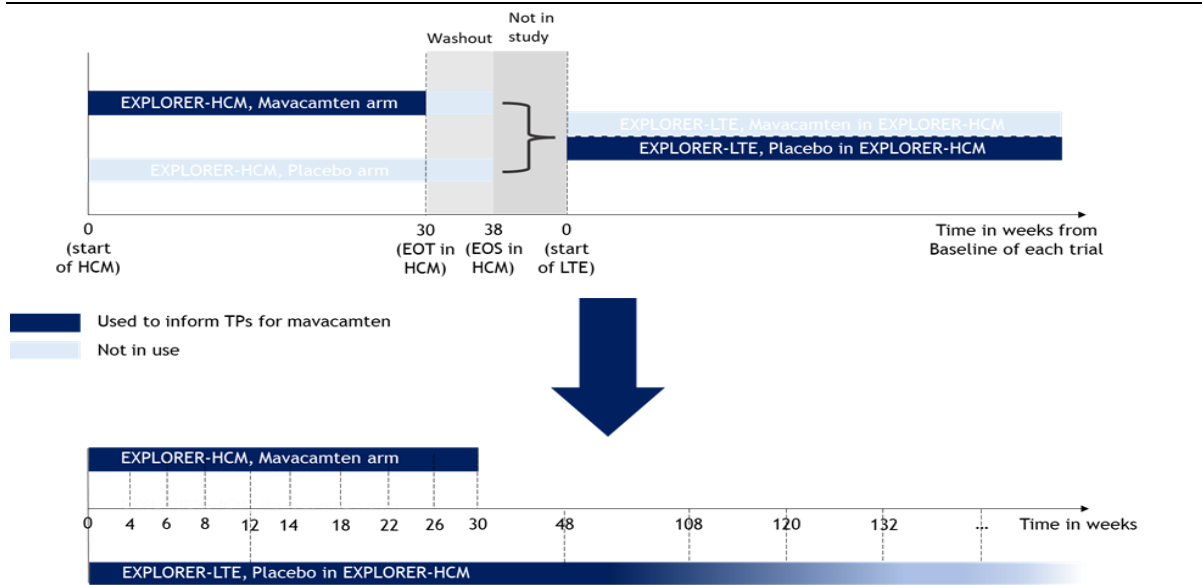 Washout
Not in
study
EXPLORER-HCM, Mavacamten arm
EXPLORER-LTE, Mavacamten in EXPLORER-HCM
EXPLORER-LTE, Placebo in EXPLORER-HCM
EXPLORER-HCM, Placebo arm
0
(start
of HCM)
30
(EOT in
HCM)
38
(EOS in
HCM)
0
(start
of LTE)
Time in weeks from
Baseline of each trial
Used to inform TPs for mavacamten
Not in use
EXPLORER-HCM, Mavacamten arm
0 4 6 8 12 14 18 22 26 30 48 108 120 132 ... Time in weeks
EXPLORER-LTE, Placebo in EXPLORER-HCM